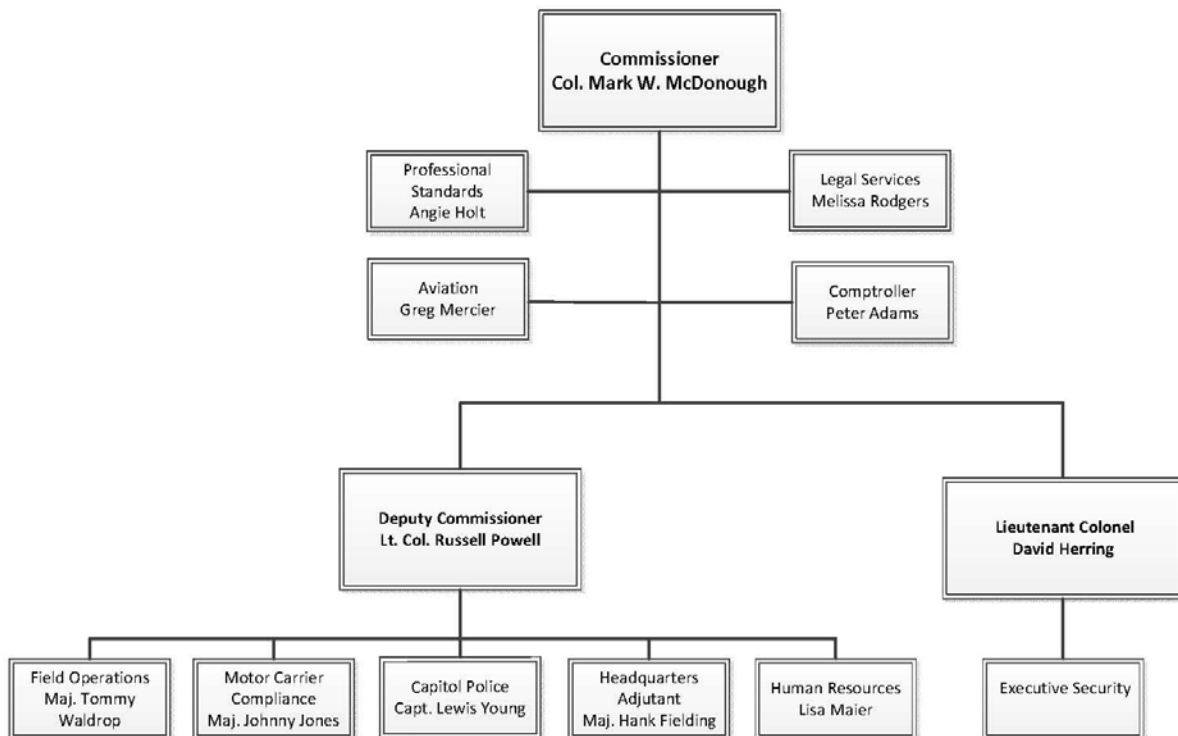 Commissioner
Col. Mark W. McDonough
Professional
Standards
Angie Holt
Legal Services
Melissa Rodgers
Aviation
Greg Mercier
Comptroller
Peter Adams
Deputy Commissioner
Lt. Col. Russell Powell
Lieutenant Colonel
David Herring
Field Operations
Maj. Tommy
Waldrop
Motor Carrier
Compliance
Maj. Johnny Jones
Capitol Police
Capt. Lewis Young
Headquarters
Adjutant
Maj. Hank Fielding
Human Resources
Lisa Maier
Executive Security